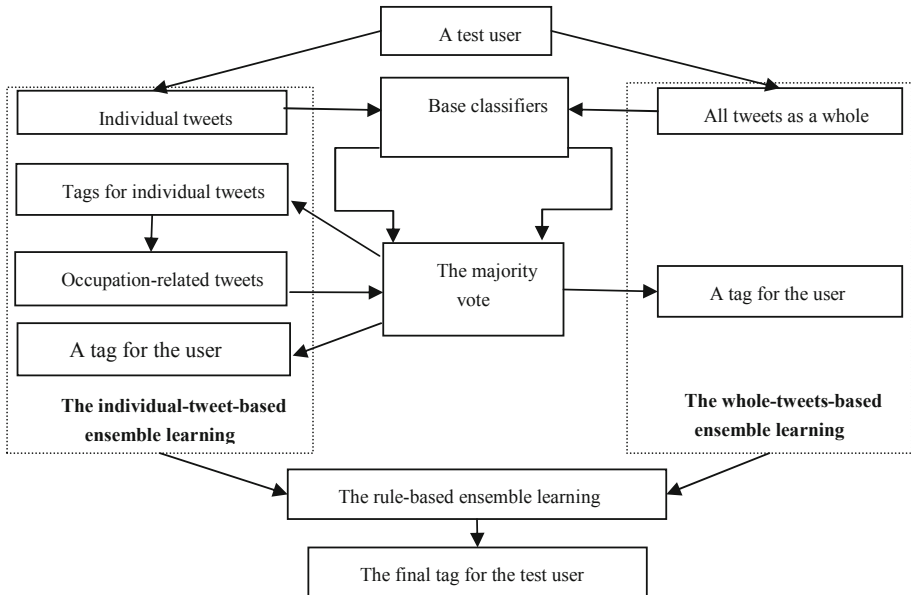 A test user
Individual tweets
Base classifiers
All tweets as a whole
Tags for individual tweets
Occupation-related tweets
The majority
vote
A tag for the user
A tag for the user
The individual-tweet-based
ensemble learning
The whole-tweets-based
ensemble learning
The rule-based ensemble learning
The final tag for the test user